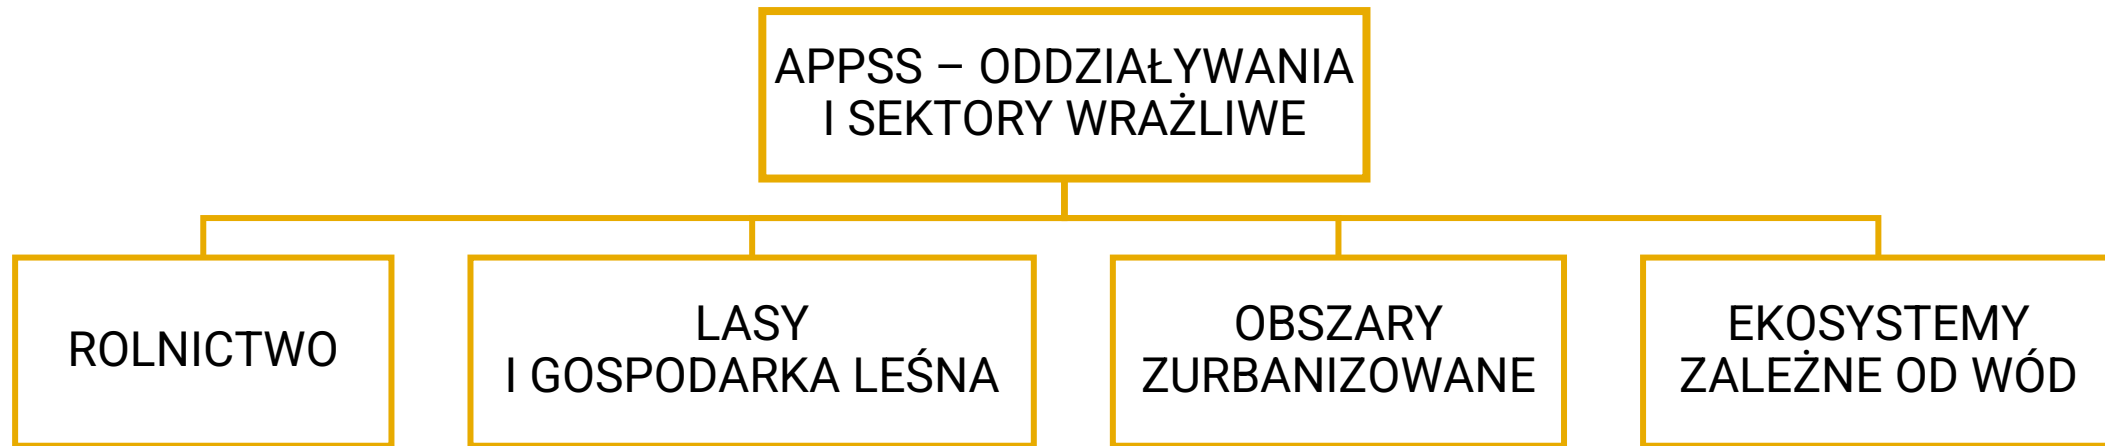 APPSS – ODDZIAŁYWANIA
I SEKTORY WRAŻLIWE
ROLNICTWO
LASY
I GOSPODARKA LEŚNA
OBSZARY
ZURBANIZOWANE
EKOSYSTEMY
ZALEŻNE OD WÓD